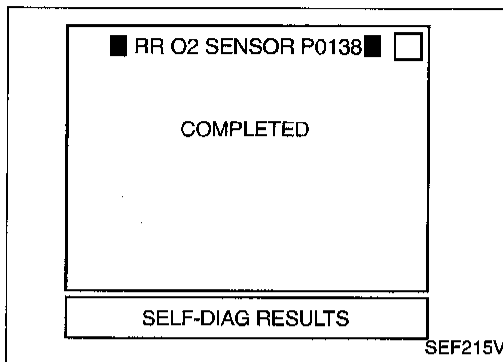 RR O2 SENSOR P0138
COMPLETED
SELF-DIAG RESULTS
SEF215V